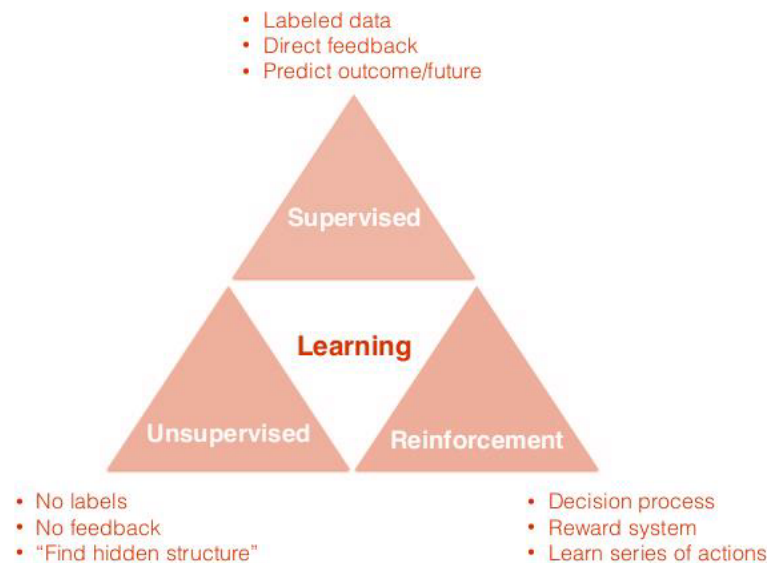 • Labeled data
• Direct feedback
• Predict outcome/future
Supervised
Learning
Unsupervised
Reinforcement
• No labels
• No feedback
• “Find hidden structure”
• Decision process
• Reward system
• Learn series of actions